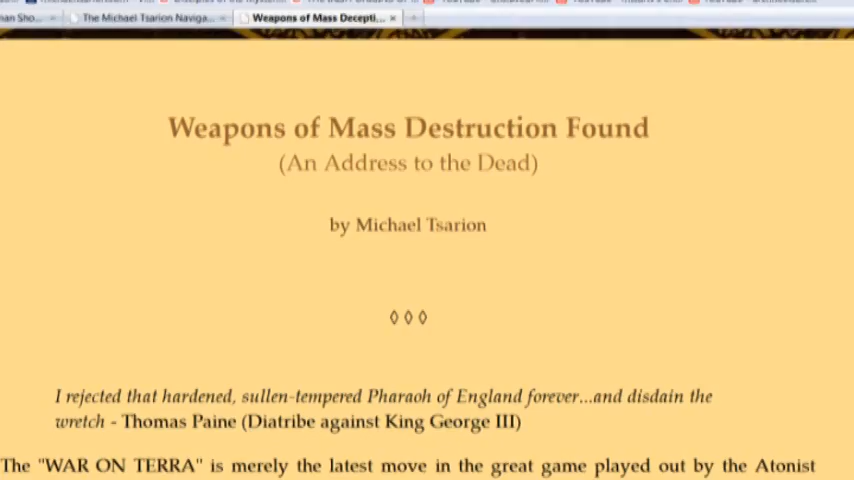 The Michael Tsarion Naviga...
Weapons of Mass Decepti...
Weapons of Mass Destruction Found
(An Address to the Dead)
by Michael Tsarion
◊ ◊ ◊
I rejected that hardened, sullen-tempered Pharaoh of England forever...and disdain the
wretch - Thomas Paine (Diatribe against King George III)
The "WAR ON TERRA" is merely the latest move in the great game played out by the Atonist